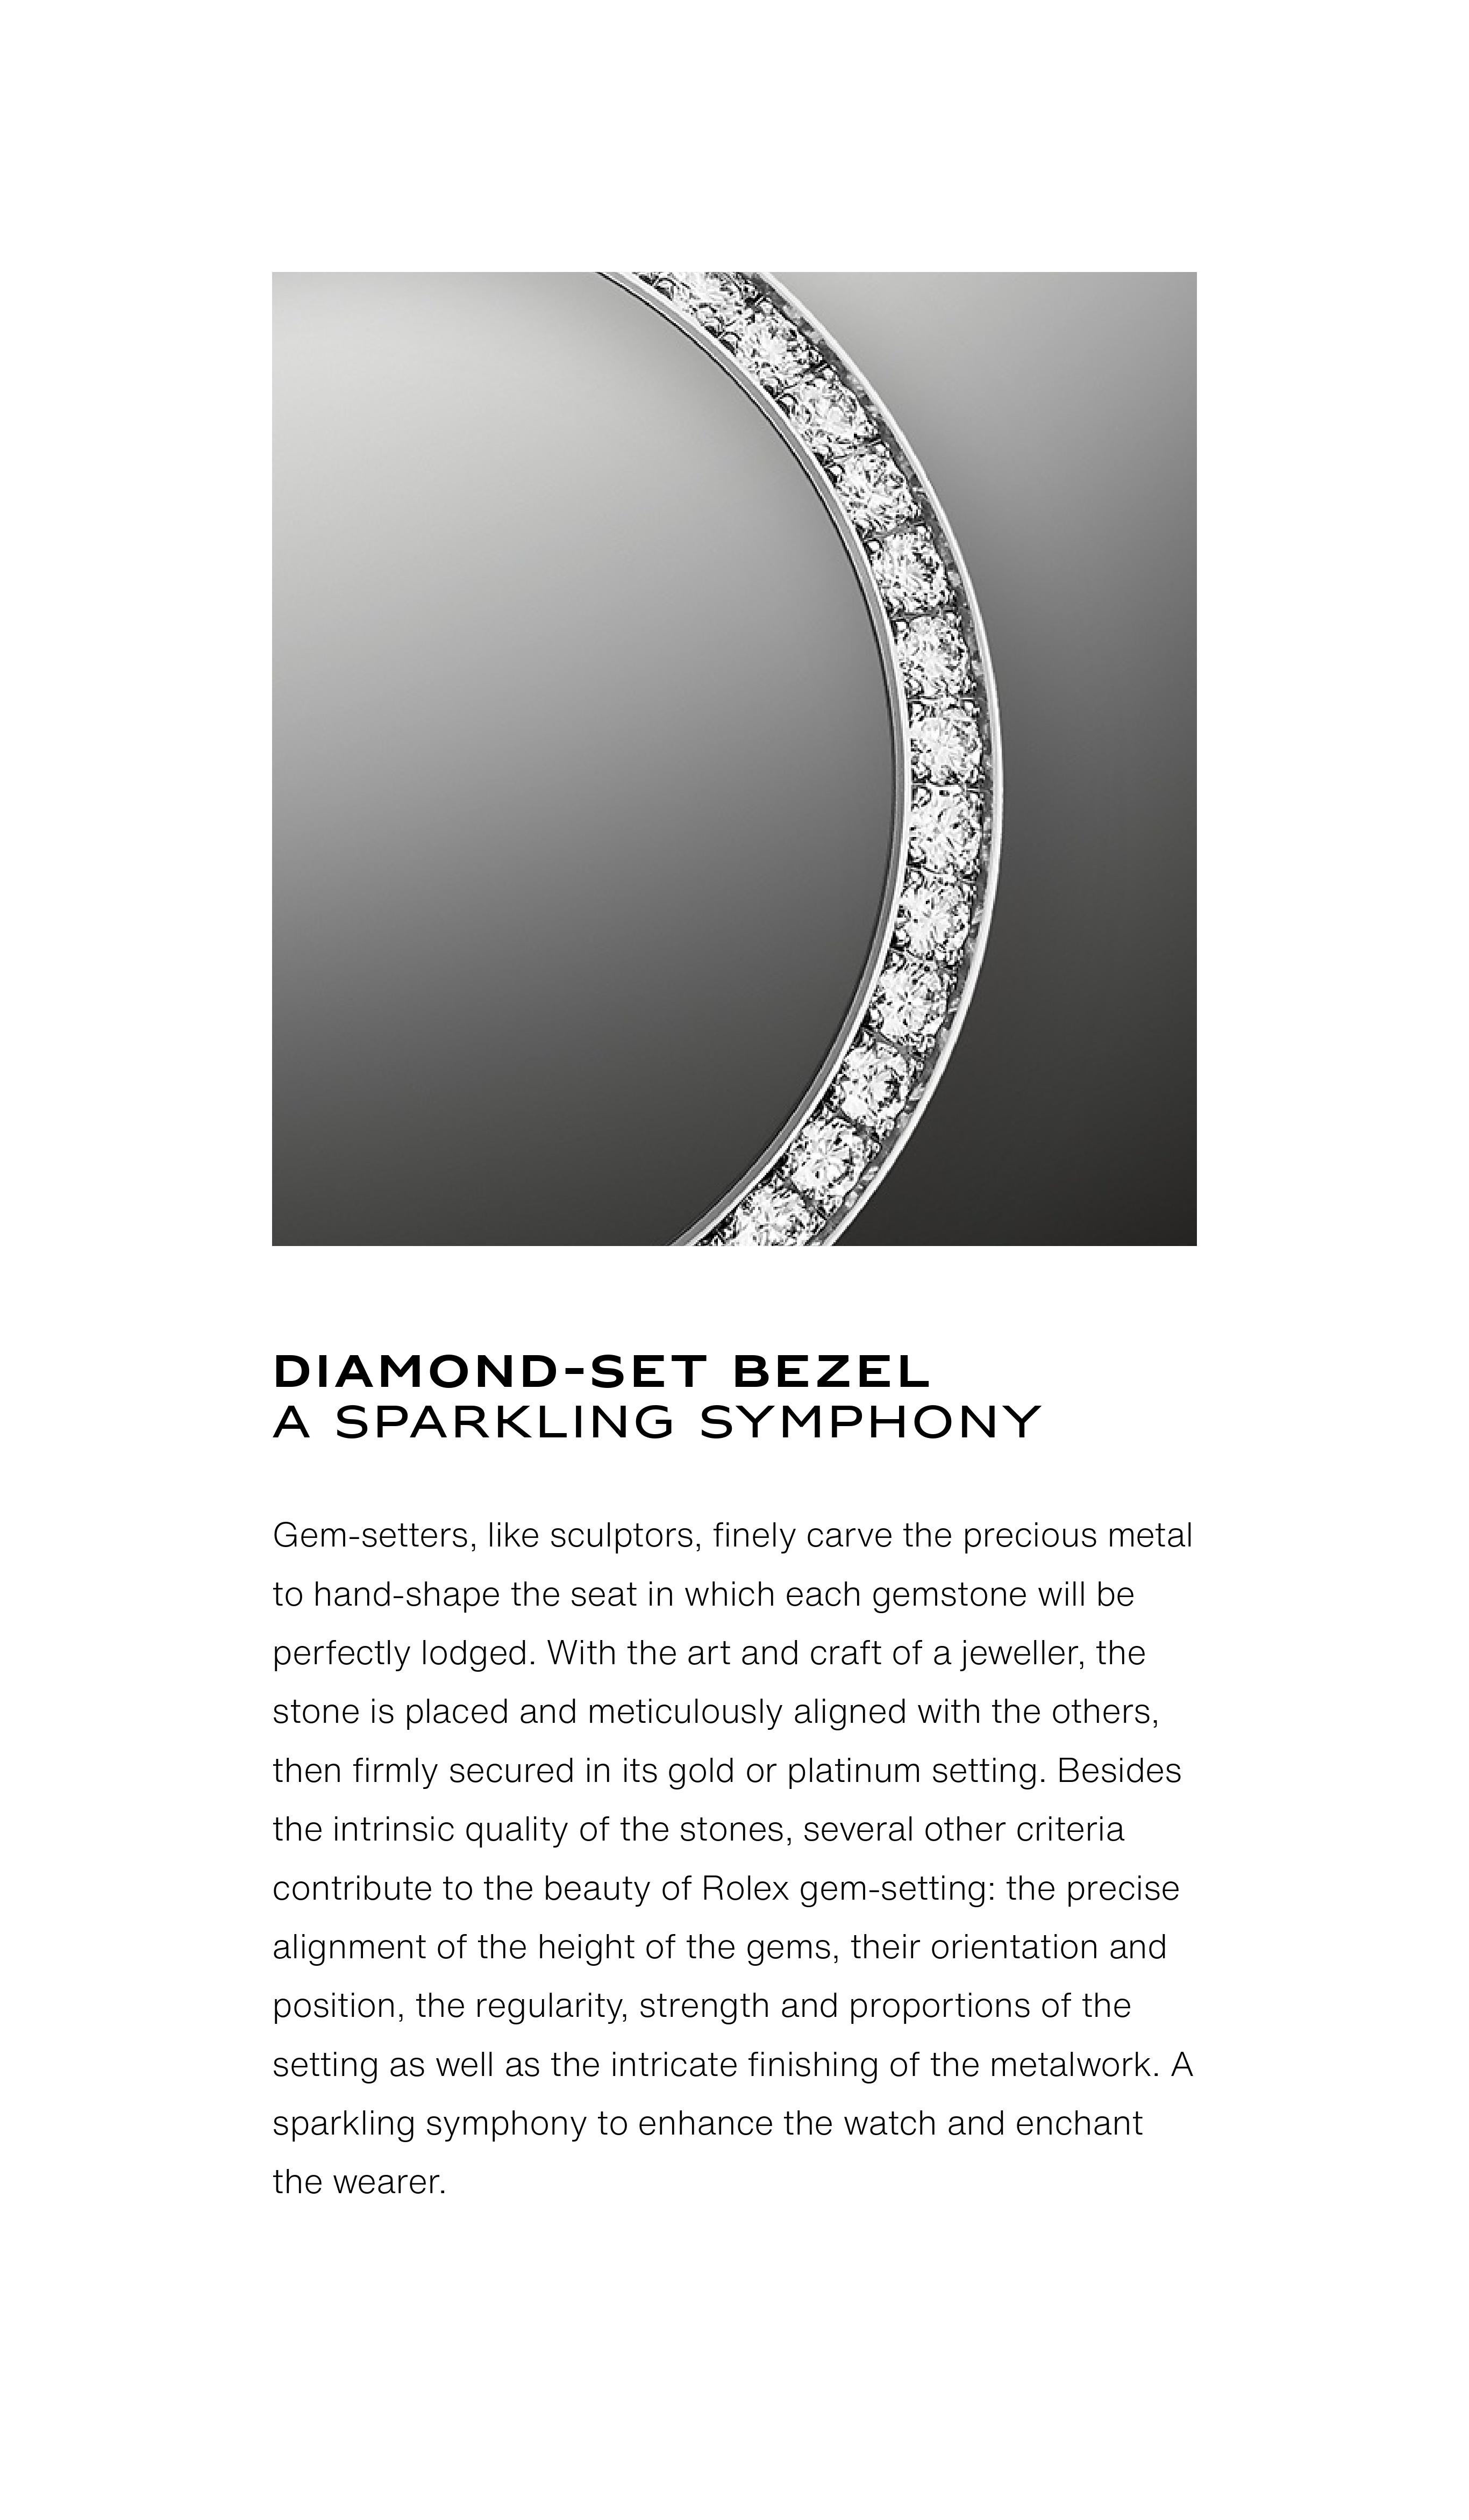 DIAMOND-SET BEZEL
A SPARKLING SYMPHONY
Gem-setters, like sculptors, finely carve the precious metal
to hand-shape the seat in which each gemstone will be
perfectly lodged. With the art and craft of a jeweller, the
stone is placed and meticulously aligned with the others,
then firmly secured in its gold or platinum setting. Besides
the intrinsic quality of the stones, several other criteria
contribute to the beauty of Rolex gem-setting: the precise
alignment of the height of the gems, their orientation and
position, the regularity, strength and proportions of the
setting as well as the intricate finishing of the metalwork. A
sparkling symphony to enhance the watch and enchant
the wearer.